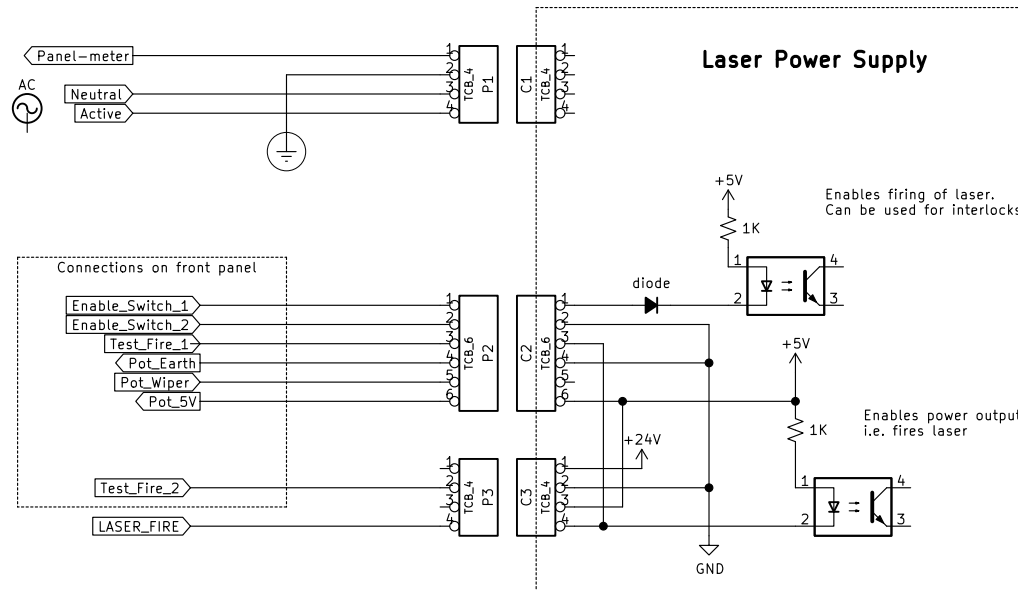 Laser Power Supply
AC
Panel-meter
Neutral
Active
1
2
3
4
TCB_4
P1
C1
TCB_4
1
2
3
4
+5V
1K
Enables firing of laser.
Can be used for interlocks
1
2
4
3
Connections on front panel
Enable_Switch_1
Enable_Switch_2
Test_Fire_1
Pot_Earth
Pot_Wiper
Pot_5V
1
2
3
4
5
6
TCB_6
P2
C2
TCB_6
1
2
3
4
5
6
diode
+5V
1K
Enables power output
i.e. fires laser
1
2
4
3
+24V
Test_Fire_2
LASER_FIRE
1
2
3
4
TCB_4
P3
C3
TCB_4
1
2
3
4
GND